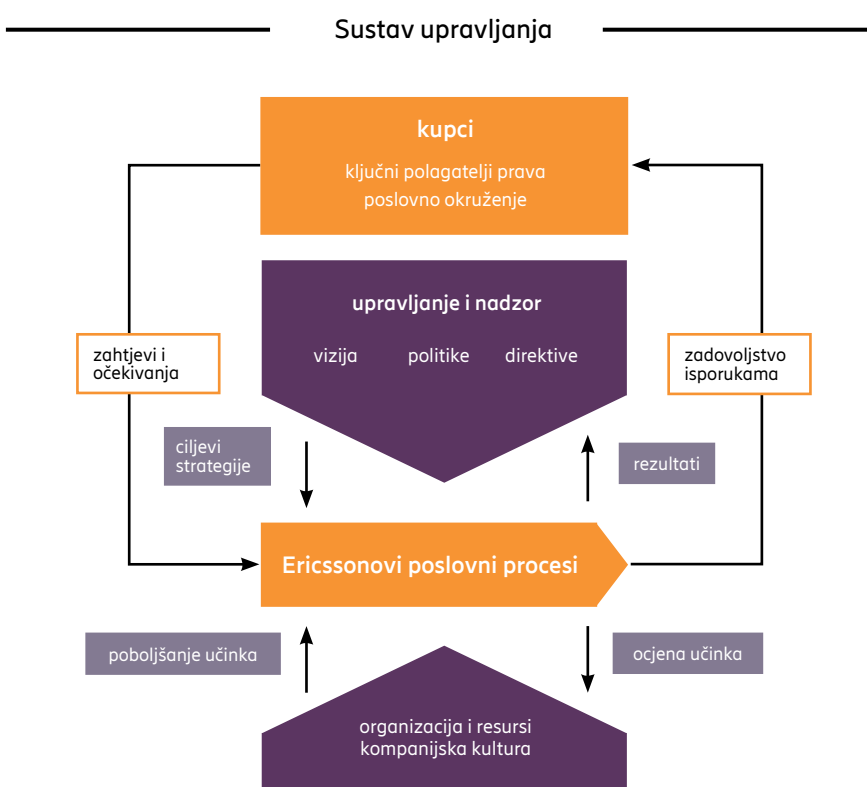 Sustav upravljanja
kupci
ključni polagatelji prava
poslovno okruženje
upravljanje i nadzor
vizija politike direktive
zahtjevi i
očekivanja
zadovoljstvo
isporukama
ciljevi
strategije
rezultati
Ericssonovi poslovni procesi
poboljšanje učinka
ocjena učinka
organizacija i resursi
kompanijska kultura